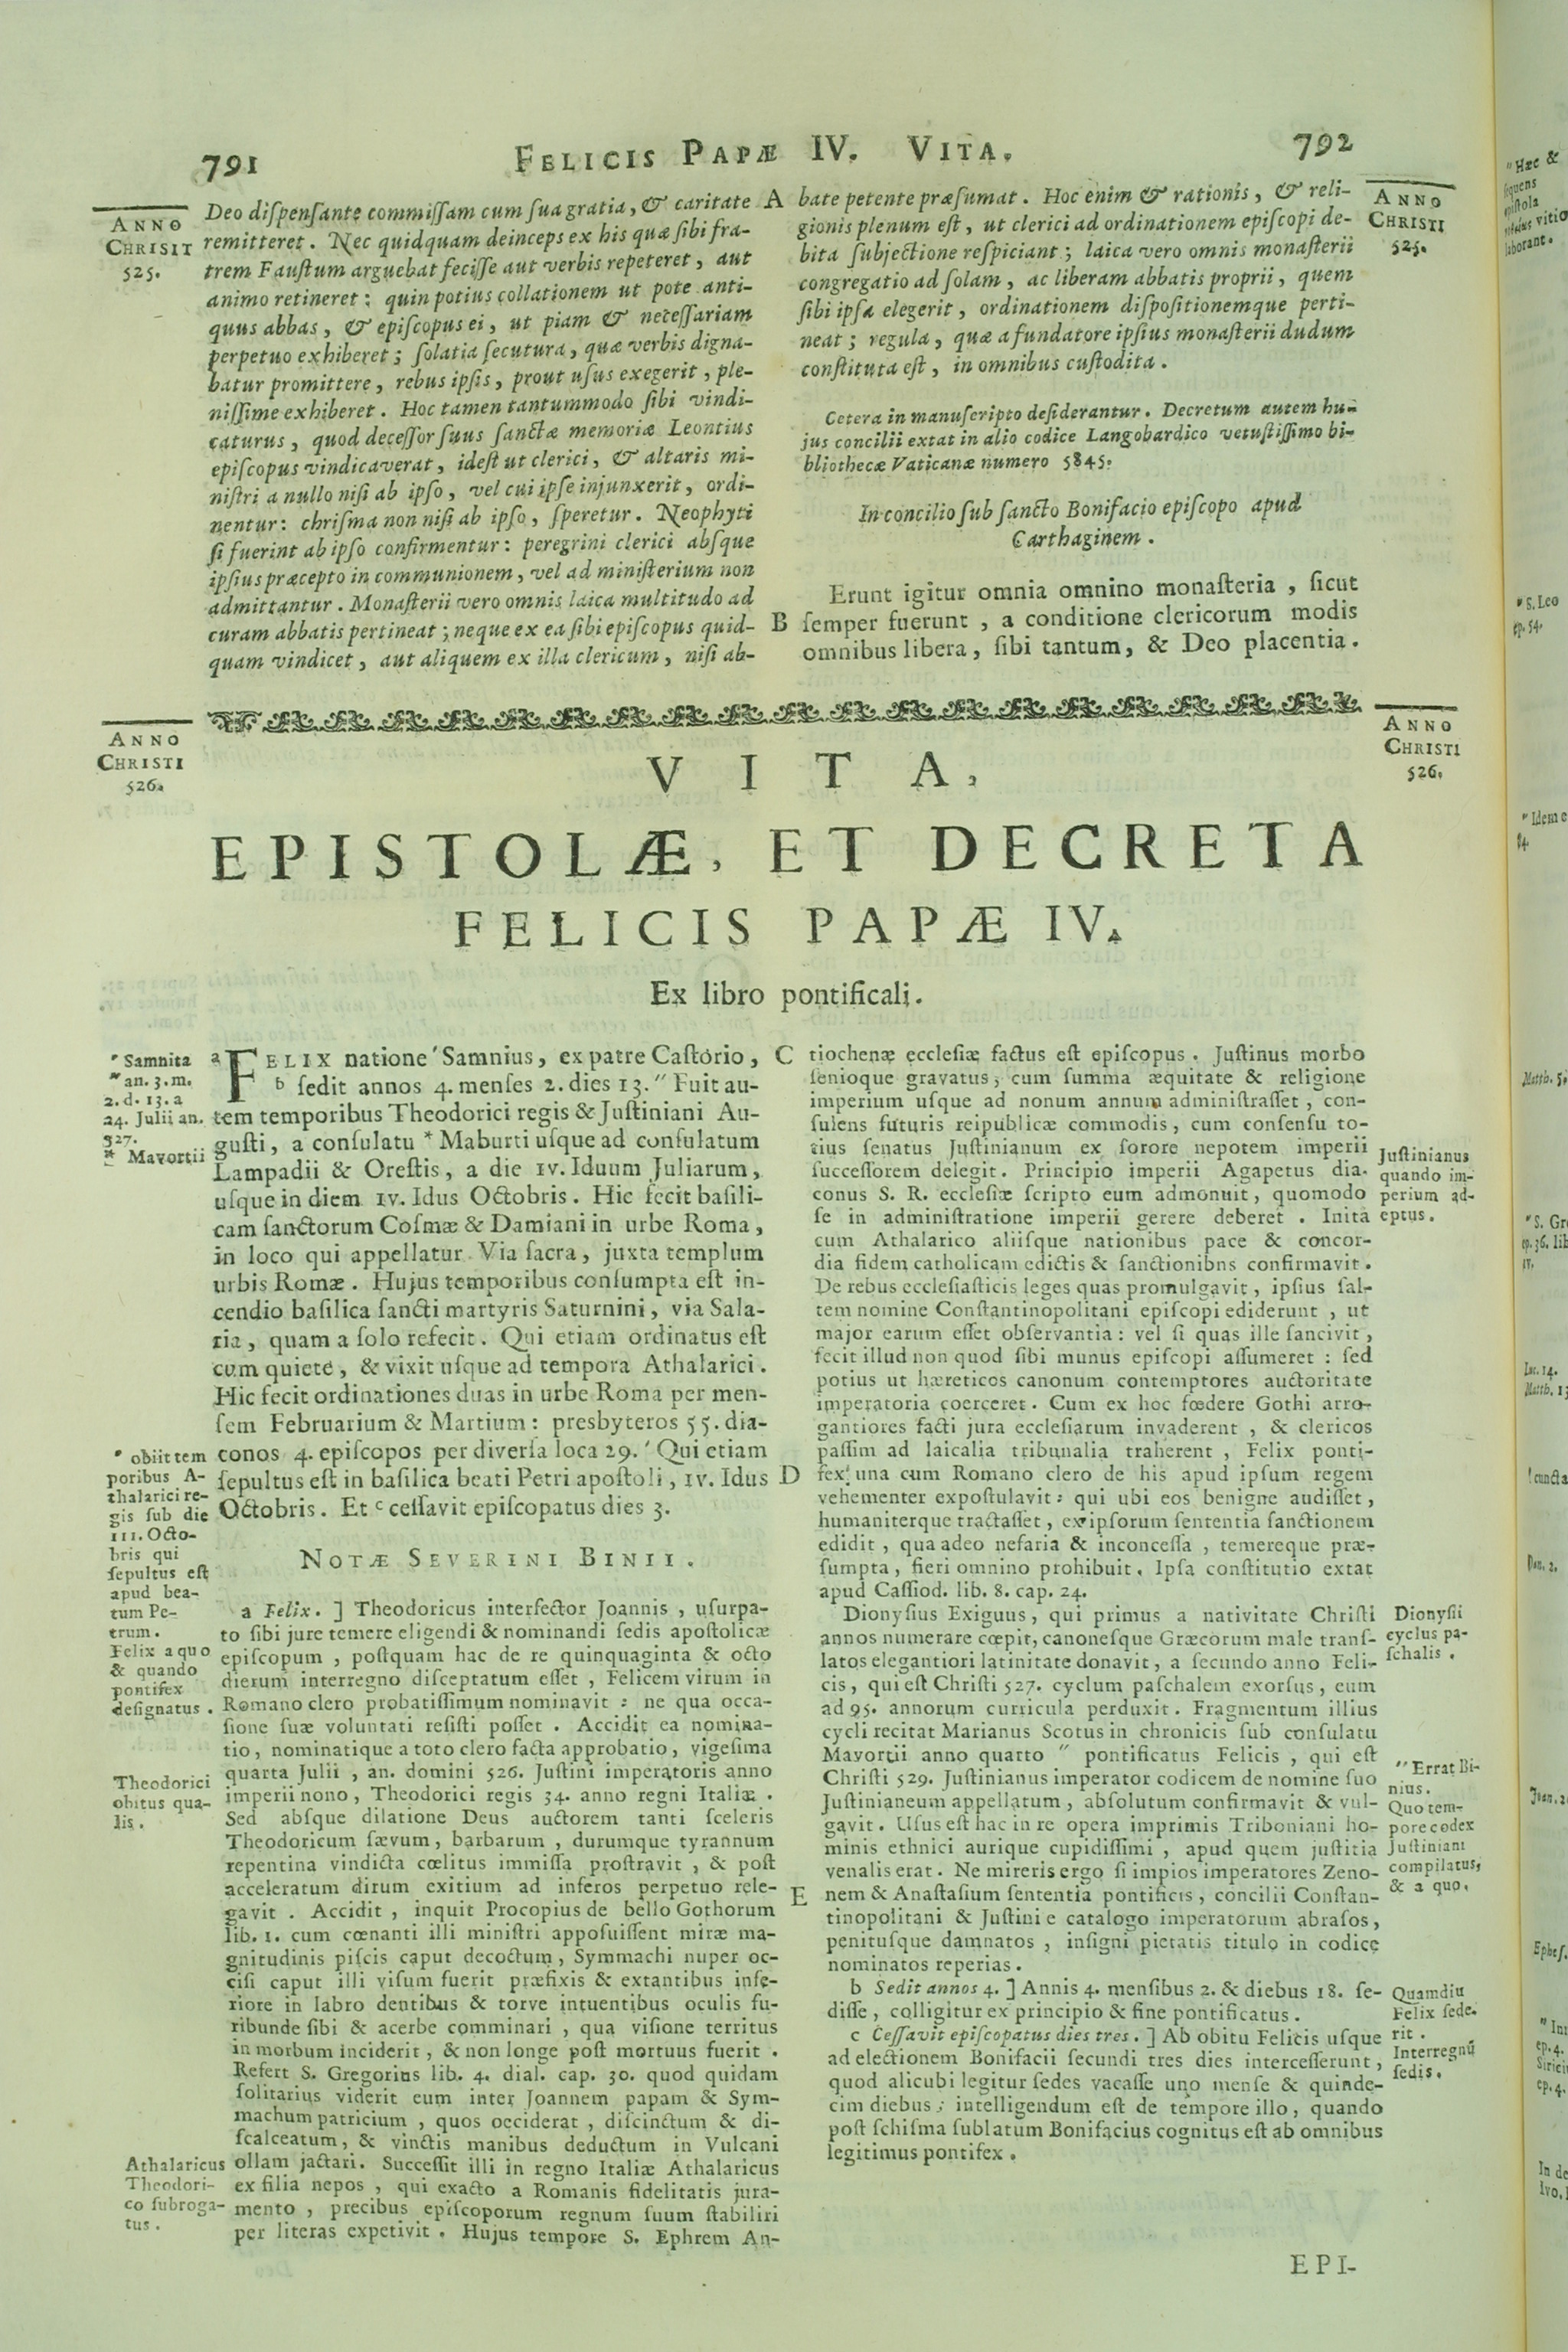 791
FELICIS PAPÆ IV. VITA.
792
ANNO
CHRISIT
525.
Deo diſpenſante commiſſam cum ſua gratia, & caritate
remitteret. Nec quidquam deinceps ex his quæ ſibi fra-
trem Fauſtum arguebat feciſſe aut verbis repeteret, aut
animo retineret: quin potius collationem ut pote anti-
quus abbas, & epiſcopus ei, ut piam & neceſſariam
perpetuo exhiberet; ſolatia ſecutura, quæ verbis digna-
batur promittere, rebus ipſis, prout uſus exegerit, ple-
niſſime exhiberet. Hoc tamen tantummodo ſibi vindi-
caturus, quod deceſſor ſuus ſanctæ memoriæ Leontius
epiſcopus vindicaverat, ideſt ut clerici, & altaris mi-
niſtri a nullo niſi ab ipſo, vel cui ipſe injunxerit, ordi-
nentur: chriſma non niſi ab ipſo, ſperetur. Neophyti
ſi fuerint ab ipſo confirmentur: peregrini clerici abſque
ipſius præcepto in communionem, vel ad miniſterium non
admittantur. Monaſterii vero omnis laica multitudo ad
curam abbatis pertineat; neque ex ea ſibi epiſcopus quid-
quam vindicet, aut aliquem ex illa clericum, niſi ab-
A
B
bate petente præſumat. Hoc enim & rationis, & reli-
gionis plenum eſt, ut clerici ad ordinationem epiſcopi de-
bita ſubjectione reſpiciant; laica vero omnis monaſterii
congregatio ad ſolam, ac liberam abbatis proprii, quem
ſibi ipſa elegerit, ordinationem diſpoſitionemque perti-
neat; regula, quæ a fundatore ipſius monaſterii dudum
conſtituta eſt, in omnibus cuſtodita.
Cetera in manuſcripto deſiderantur. Decretum autem hu-
jus concilii extat in alio codice Langobardico vetuſtiſſimo bi-
bliothecæ Vaticanæ numero 5845.
In concilio ſub ſancto Bonifacio epiſcopo apud
Carthaginem.
Erunt igitur omnia omnino monaſteria, ſicut
ſemper fuerunt, a conditione clericorum modis
omnibus libera, ſibi tantum, & Deo placentia.
ANNO
CHRISTI
525.
ANNO
CHRISTI
526.
ANNO
CHRISTI
526.
VITA,
EPISTOLÆ, ET DECRETA
FELICIS PAPÆ IV.
Ex libro pontificali.
″ Samnita
″ an. 3. m.
2. d. 13. a
24. Julii an.
527.
* Mavortii
a FELIX natione ′ Samnius, ex patre Caſtorio,
b ſedit annos 4. menſes 2. dies 13. ″ Fuit au-
tem temporibus Theodorici regis & Juſtiniani Au-
guſti, a conſulatu * Maburti uſque ad conſulatum
Lampadii & Oreſtis, a die IV. Iduum Juliarum,
uſque in diem IV. Idus Octobris. Hic fecit baſili-
cam ſanctorum Coſmæ & Damiani in urbe Roma,
in loco qui appellatur Via ſacra, juxta templum
urbis Romæ. Hujus temporibus conſumpta eſt in-
cendio baſilica ſancti martyris Saturnini, via Sala-
ria, quam a ſolo refecit. Qui etiam ordinatus eſt
cum quiete, & vixit uſque ad tempora Athalarici.
Hic fecit ordinationes duas in urbe Roma per men-
ſem Februarium & Martium: presbyteros 55. dia-
conos 4. epiſcopos per diverſa loca 29. ′ Qui etiam
ſepultus eſt in baſilica beati Petri apoſtoli, IV. Idus
Octobris. Et c ceſſavit epiſcopatus dies 3.
″ obiit tem
poribus A-
thalarici re-
gis ſub die
III. Octo-
bris qui
ſepultus eſt
apud bea-
tum Pe-
trum.
NOTÆ SEVERINI BINII.
Felix a quo
& quando
pontifex
deſignatus.
Theodorici
obitus qua-
lis.
Athalaricus
Theodori-
co ſubroga-
tus.
a Felix. ] Theodoricus interfector Joannis, uſurpa-
to ſibi jure temere eligendi & nominandi ſedis apoſtolicæ
epiſcopum, poſtquam hac de re quinquaginta & octo
dierum interregno diſceptatum eſſet, Felicem virum in
Romano clero probatiſſimum nominavit: ne qua occa-
ſione ſuæ voluntati reſiſti poſſet. Accidit ea nomina-
tio, nominatique a toto clero facta approbatio, vigeſima
quarta Julii, an. domini 526. Juſtini imperatoris anno
imperii nono, Theodorici regis 34. anno regni Italiæ.
Sed abſque dilatione Deus auctorem tanti ſceleris
Theodoricum ſævum, barbarum, durumque tyrannum
repentina vindicta cœlitus immiſſa proſtravit, & poſt
acceleratum dirum exitium ad inferos perpetuo rele-
gavit. Accidit, inquit Procopius de bello Gothorum
lib. 1. cum cœnanti illi miniſtri appoſuiſſent miræ ma-
gnitudinis piſcis caput decoctum, Symmachi nuper oc-
ciſi caput illi viſum fuerit præfixis & extantibus infe-
riore in labro dentibus & torve intuentibus oculis fu-
ribunde ſibi & acerbe comminari, qua viſione territus
in morbum inciderit, & non longe poſt mortuus fuerit.
Refert S. Gregorius lib. 4. dial. cap. 30. quod quidam
ſolitarius viderit eum inter Joannem papam & Sym-
machum patricium, quos occiderat, diſcinctum & di-
ſcalceatum, & vinctis manibus deductum in Vulcani
ollam jactari. Succeſſit illi in regno Italiæ Athalaricus
ex filia nepos, qui exacto a Romanis fidelitatis jura-
mento, precibus epiſcoporum regnum ſuum ſtabiliri
per literas expetivit. Hujus tempore S. Ephrem An-
C
D
E
tiochenæ eccleſiæ factus eſt epiſcopus. Juſtinus morbo
ſenioque gravatus, cum ſumma æquitate & religione
imperium uſque ad nonum annum adminiſtraſſet, con-
ſulens futuris reipublicæ commodis, cum conſenſu to-
tius ſenatus Juſtinianum ex ſorore nepotem imperii
ſucceſſorem delegit. Principio imperii Agapetus dia-
conus S. R. eccleſiæ ſcripto eum admonuit, quomodo
ſe in adminiſtratione imperii gerere deberet. Inita
cum Athalarico aliiſque nationibus pace & concor-
dia fidem catholicam edictis & ſanctionibns confirmavit.
De rebus eccleſiaſticis leges quas promulgavit, ipſius ſal-
tem nomine Conſtantinopolitani epiſcopi ediderunt, ut
major earum eſſet obſervantia: vel ſi quas ille ſancivit,
fecit illud non quod ſibi munus epiſcopi aſſumeret: ſed
potius ut hæreticos canonum contemptores auctoritate
imperatoria coerceret. Cum ex hoc fœdere Gothi arro-
gantiores facti jura eccleſiarum invaderent, & clericos
paſſim ad laicalia tribunalia traherent, Felix ponti-
fex una cum Romano clero de his apud ipſum regem
vehementer expoſtulavit: qui ubi eos benigne audiſſet,
humaniterque tractaſſet, ex ipſorum ſententia ſanctionem
edidit, qua adeo nefaria & inconceſſa, temereque præ-
ſumpta, fieri omnino prohibuit. Ipſa conſtitutio extat
apud Caſſiod. lib. 8. cap. 24.
Dionyſius Exiguus, qui primus a nativitate Chriſti
annos numerare cœpit, canoneſque Græcorum male tranſ-
latos elegantiori latinitate donavit, a ſecundo anno Feli-
cis, qui eſt Chriſti 527. cyclum paſchalem exorſus, eum
ad 95. annorum curricula perduxit. Fragmentum illius
cycli recitat Marianus Scotus in chronicis ſub conſulatu
Mavortii anno quarto ″ pontificatus Felicis, qui eſt
Chriſti 529. Juſtinianus imperator codicem de nomine ſuo
Juſtinianeum appellatum, abſolutum confirmavit & vul-
gavit. Uſus eſt hac in re opera imprimis Triboniani ho-
minis ethnici aurique cupidiſſimi, apud quem juſtitia
venalis erat. Ne mireris ergo ſi impios imperatores Zeno-
nem & Anaſtaſium ſententia pontificis, concilii Conſtan-
tinopolitani & Juſtini e catalogo imperatorum abraſos,
penituſque damnatos, inſigni pietatis titulo in codice
nominatos reperias.
b Sedit annos 4. ] Annis 4. menſibus 2. & diebus 18. ſe-
diſſe, colligitur ex principio & fine pontificatus.
c Ceſſavit epiſcopatus dies tres. ] Ab obitu Felicis uſque
ad electionem Bonifacii ſecundi tres dies interceſſerunt,
quod alicubi legitur ſedes vacaſſe uno menſe & quinde-
cim diebus; intelligendum eſt de tempore illo, quando
poſt ſchiſma ſublatum Bonifacius cognitus eſt ab omnibus
legitimus pontifex.
Juſtinianus
quando im-
perium ad-
eptus.
Dionyſii
cyclus pa-
ſchalis.
″ Errat Bi-
nius.
Quo tem-
pore codex
Juſtiniani
compilatus,
& a quo.
Quamdiu
Felix ſede-
rit.
Interregnũ
ſedis.
EPI-